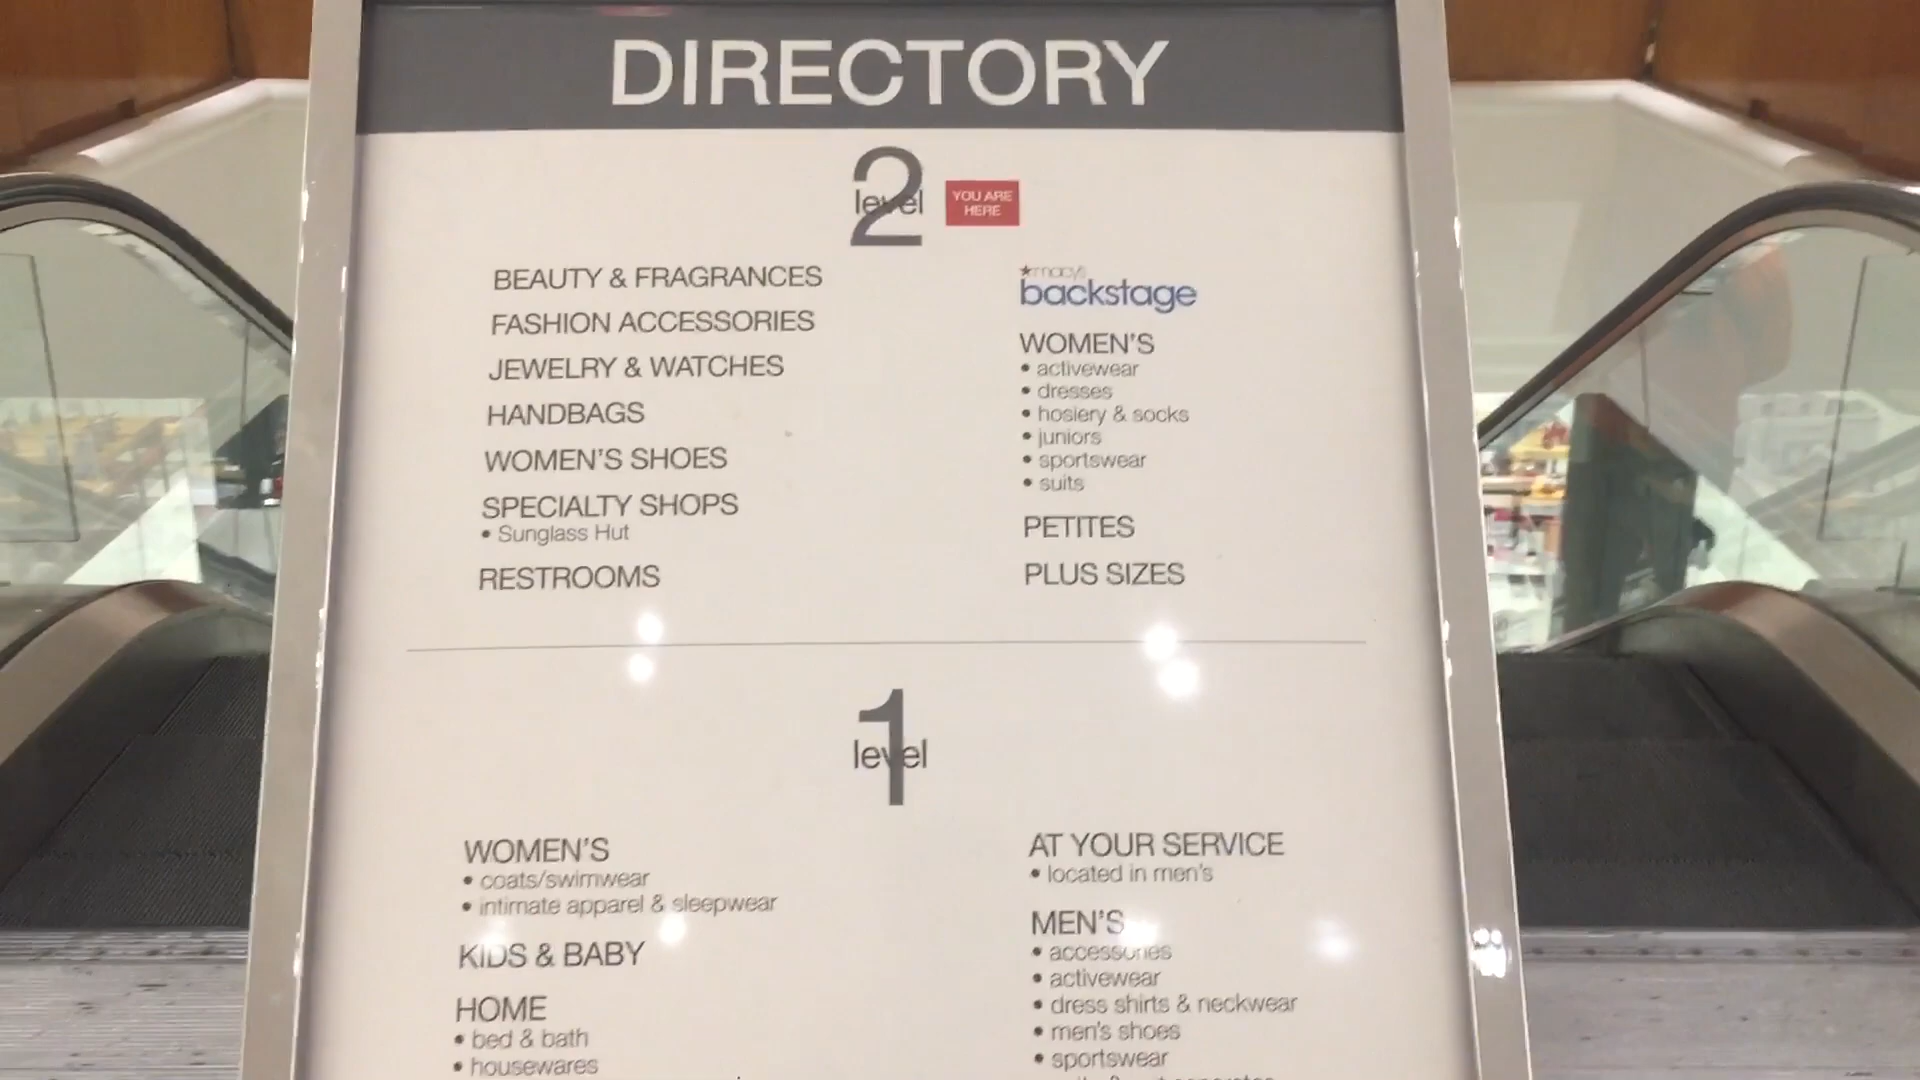 DIRECTORY
2
level
YOU ARE
HERE
BEAUTY & FRAGRANCES
FASHION ACCESSORIES
JEWELRY & WATCHES
HANDBAGS
WOMEN'S SHOES
SPECIALTY SHOPS
• Sunglass Hut
RESTROOMS
macy's
backstage
WOMEN'S
• activewear
• dresses
• hosiery & socks
• juniors
• sportswear
• suits
PETITES
PLUS SIZES
1
level
WOMEN'S
• coats/swimwear
• intimate apparel & sleepwear
KIDS & BABY
HOME
• bed & bath
• housewares
AT YOUR SERVICE
• located in men's
MEN'S
• accessories
• activewear
• dress shirts & neckwear
• men's shoes
• sportswear